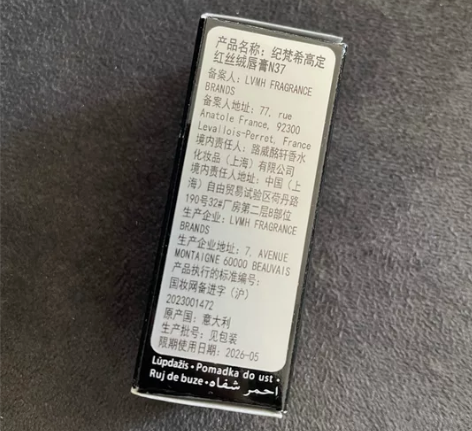 产品名称：纪梵希高定
红丝绒唇膏N37
备案人：LVMH FRAGRANCE
BRANDS
备案人地址：77, rue
Anatole France, 92300
Levallois-Perret, France
境内责任人：路威酩轩香水
化妆品（上海）有限公司
境内责任人地址：中国（上
海）自由贸易试验区荷丹路
190号32#厂房第二层B部位
生产企业：LVMH FRAGRANCE
BRANDS
生产企业地址：7, AVENUE
MONTAIGNE 60000 BEAUVAIS
产品执行的标准编号：
国妆网备进字（沪）
2023001472
原产国：意大利
生产批号：见包装
限期使用日期：2026-05
Lūpdažis • Pomadka do ust •
Ruj de buze • احمر شفاه